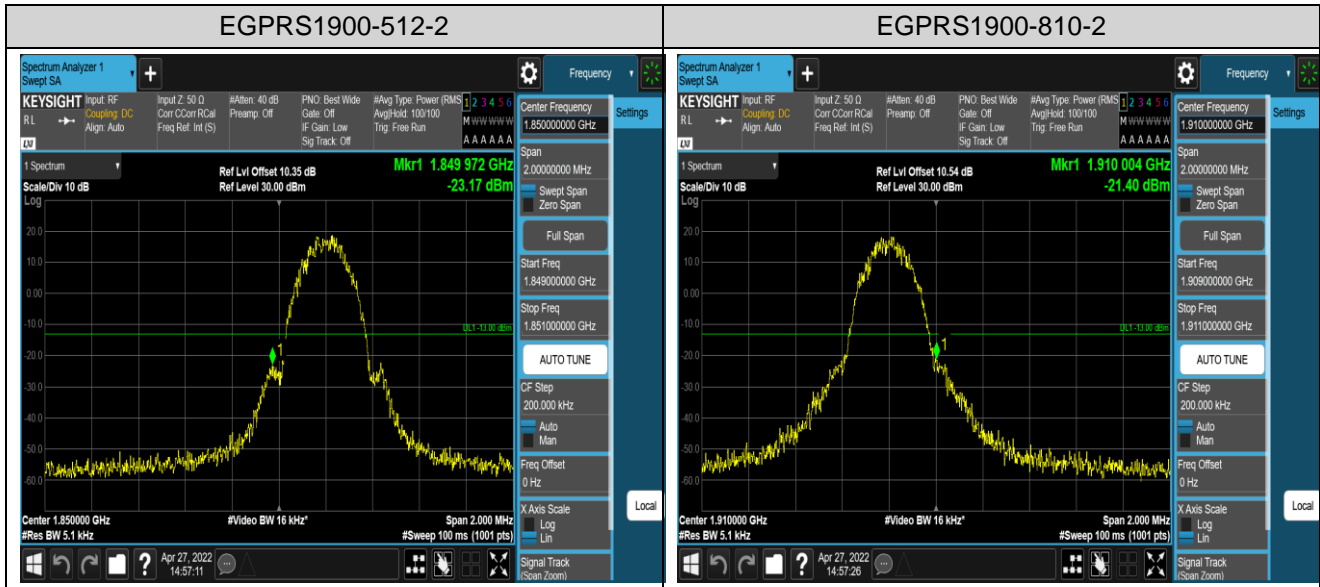 EGPRS1900-512-2
Spectrum Analyzer 1
Swept SA
Frequency
KEYSIGHT
RL
LXI
Input: RF
Coupling: DC
Align: Auto
Input Z: 50 Ω
Corr CCorr RCal
Freq Ref: Int (S)
#Atten: 40 dB
Preamp: Off
PNO: Best Wide
Gate: Off
IF Gain: Low
Sig Track: Off
#Avg Type: Power (RMS
Avg|Hold: 100/100
Trig: Free Run
1 2 3 4 5 6
M W W W W W
A A A A A A
1 Spectrum
Scale/Div 10 dB
Log
Ref Lvl Offset 10.35 dB
Ref Level 30.00 dBm
Mkr1 1.849 972 GHz
-23.17 dBm
20.0
10.0
0.00
-10.0
-20.0
-30.0
-40.0
-50.0
-60.0
DL1 -13.00 dBm
1
Center 1.850000 GHz
#Res BW 5.1 kHz
#Video BW 16 kHz*
Span 2.000 MHz
#Sweep 100 ms (1001 pts)
Apr 27, 2022
14:57:11
?
Center Frequency
1.850000000 GHz
Span
2.00000000 MHz
Swept Span
Zero Span
Full Span
Start Freq
1.849000000 GHz
Stop Freq
1.851000000 GHz
AUTO TUNE
CF Step
200.000 kHz
Auto
Man
Freq Offset
0 Hz
X Axis Scale
Log
Lin
Signal Track
(Span Zoom)
Settings
Local
EGPRS1900-810-2
Spectrum Analyzer 1
Swept SA
Frequency
KEYSIGHT
RL
LXI
Input: RF
Coupling: DC
Align: Auto
Input Z: 50 Ω
Corr CCorr RCal
Freq Ref: Int (S)
#Atten: 40 dB
Preamp: Off
PNO: Best Wide
Gate: Off
IF Gain: Low
Sig Track: Off
#Avg Type: Power (RMS
Avg|Hold: 100/100
Trig: Free Run
1 2 3 4 5 6
M W W W W W
A A A A A A
1 Spectrum
Scale/Div 10 dB
Log
Ref Lvl Offset 10.54 dB
Ref Level 30.00 dBm
Mkr1 1.910 004 GHz
-21.40 dBm
20.0
10.0
0.00
-10.0
-20.0
-30.0
-40.0
-50.0
-60.0
DL1 -13.00 dBm
1
Center 1.910000 GHz
#Res BW 5.1 kHz
#Video BW 16 kHz*
Span 2.000 MHz
#Sweep 100 ms (1001 pts)
Apr 27, 2022
14:57:26
?
Center Frequency
1.910000000 GHz
Span
2.00000000 MHz
Swept Span
Zero Span
Full Span
Start Freq
1.909000000 GHz
Stop Freq
1.911000000 GHz
AUTO TUNE
CF Step
200.000 kHz
Auto
Man
Freq Offset
0 Hz
X Axis Scale
Log
Lin
Signal Track
(Span Zoom)
Settings
Local